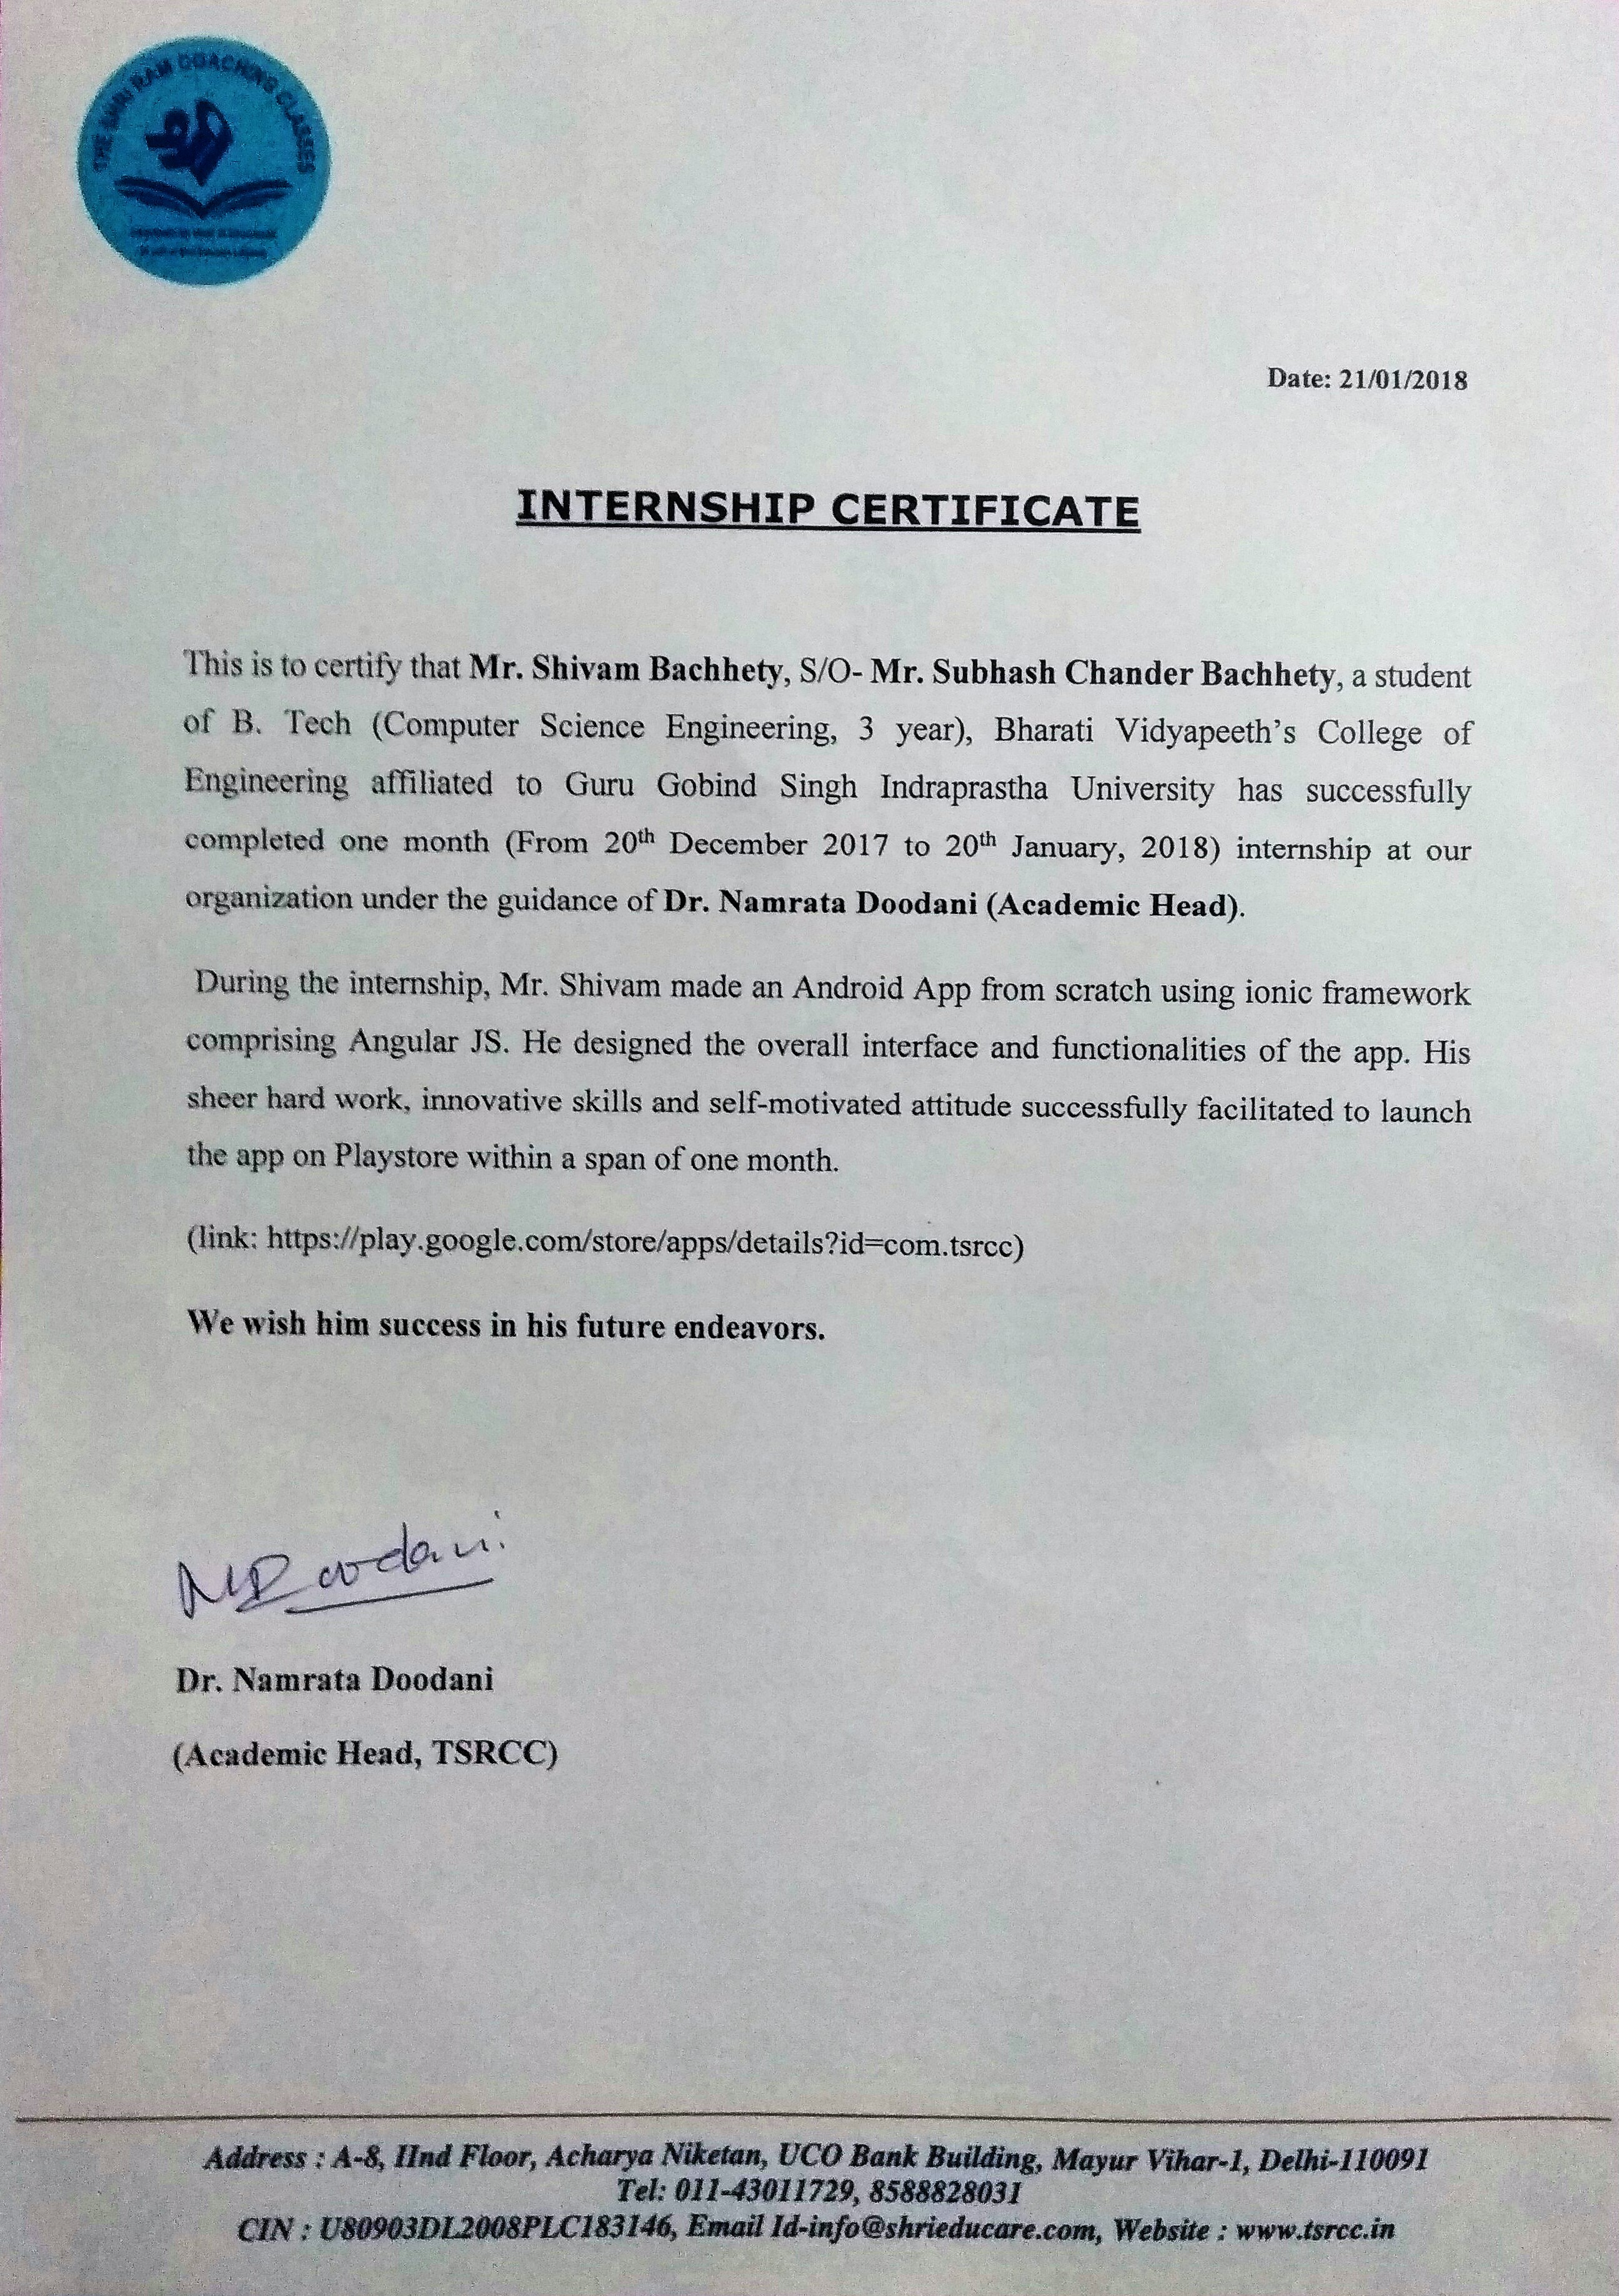 THE SHRI RAM COACHING CLASSES
Date: 21/01/2018
INTERNSHIP CERTIFICATE
This is to certify that Mr. Shivam Bachhety, S/O- Mr. Subhash Chander Bachhety, a student
of B. Tech (Computer Science Engineering, 3 year), Bharati Vidyapeeth's College of
Engineering affiliated to Guru Gobind Singh Indraprastha University has successfully
completed one month (From 20th December 2017 to 20th January, 2018) internship at our
organization under the guidance of Dr. Namrata Doodani (Academic Head).
During the internship, Mr. Shivam made an Android App from scratch using ionic framework
comprising Angular JS. He designed the overall interface and functionalities of the app. His
sheer hard work, innovative skills and self-motivated attitude successfully facilitated to launch
the app on Playstore within a span of one month.
(link: https://play.google.com/store/apps/details?id=com.tsrcc)
We wish him success in his future endeavors.
NDoodani
Dr. Namrata Doodani
(Academic Head, TSRCC)
Address : A-8, IInd Floor, Acharya Niketan, UCO Bank Building, Mayur Vihar-1, Delhi-110091
Tel: 011-43011729, 8588828031
CIN : U80903DL2008PLC183146, Email Id-info@shrieducare.com, Website : www.tsrcc.in